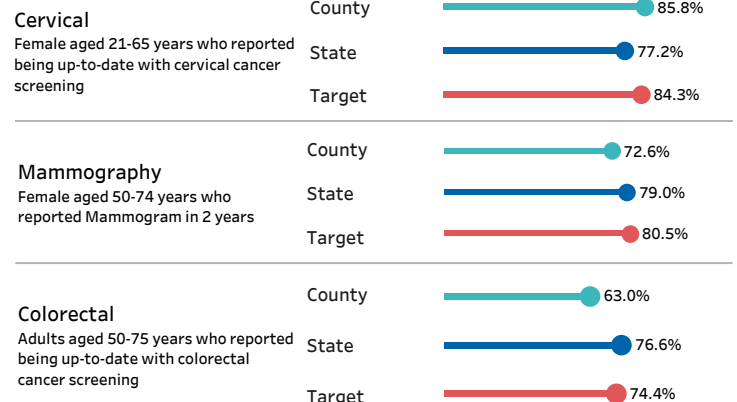 Cervical
Female aged 21-65 years who reported
being up-to-date with cervical cancer
screening
County
85.8%
State
77.2%
Target
84.3%
Mammography
Female aged 50-74 years who
reported Mammogram in 2 years
County
72.6%
State
79.0%
Target
80.5%
Colorectal
Adults aged 50-75 years who reported
being up-to-date with colorectal
cancer screening
County
63.0%
State
76.6%
Target
74.4%